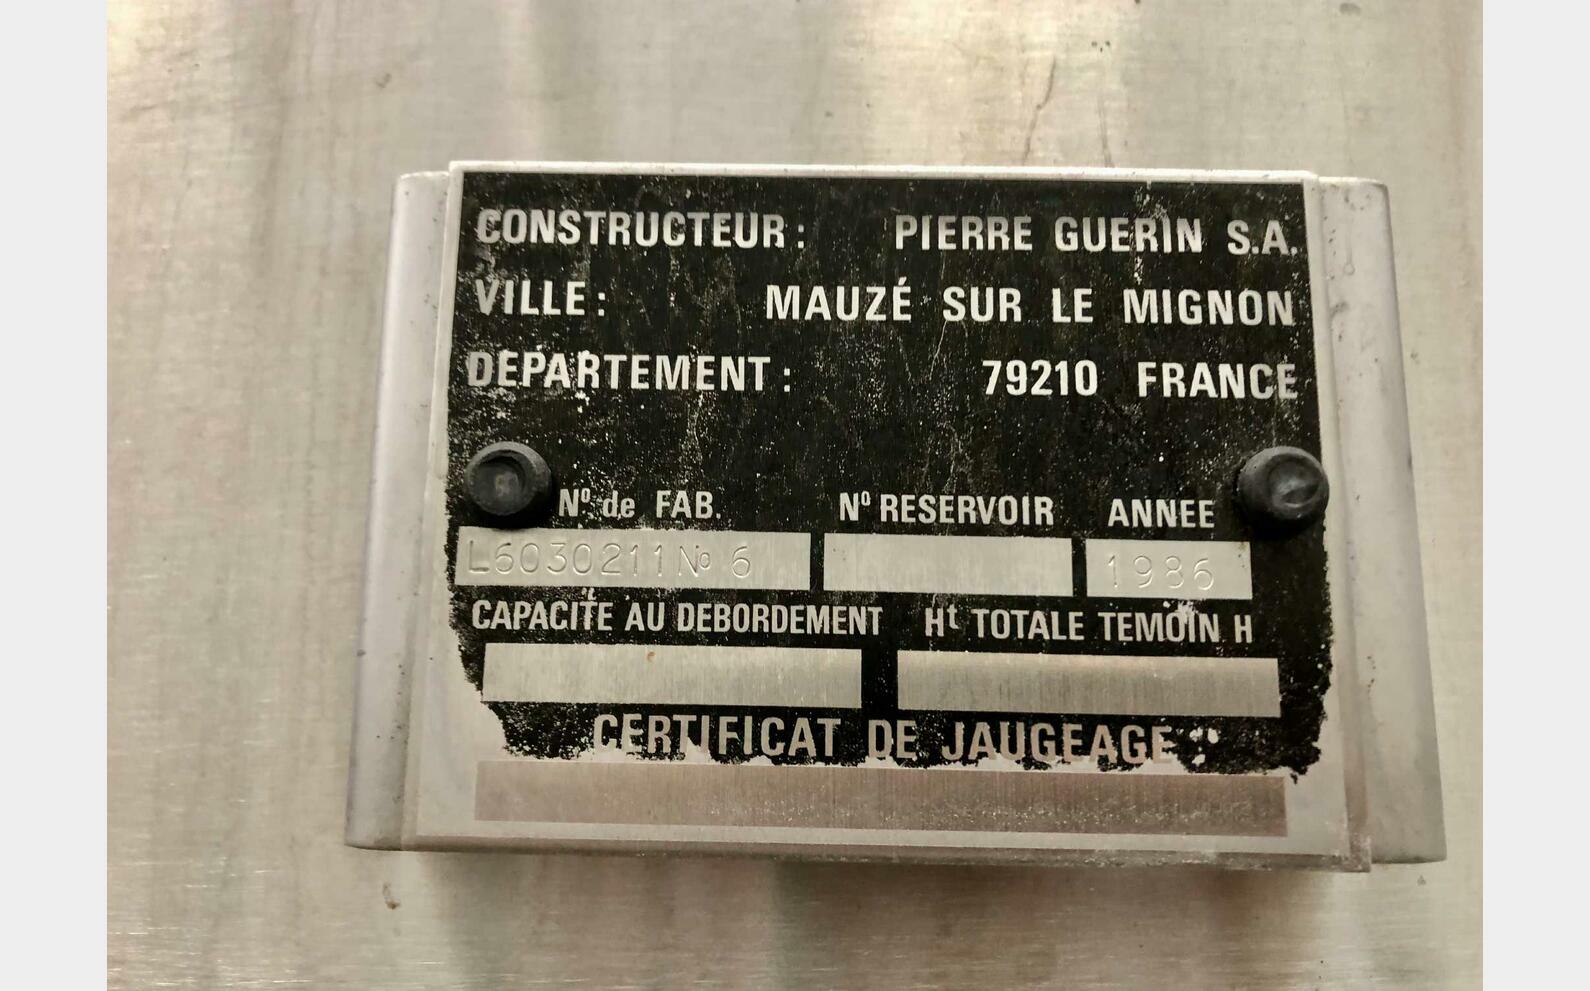 CONSTRUCTEUR: PIERRE GUERIN S.A.
VILLE: MAUZÉ SUR LE MIGNON
DEPARTEMENT: 79210 FRANCE
Nº de FAB. Nº RESERVOIR ANNEE
L6030211 Nº 6 1986
CAPACITE AU DEBORDEMENT Ht TOTALE TEMOIN H
CERTIFICAT DE JAUGEAGE: